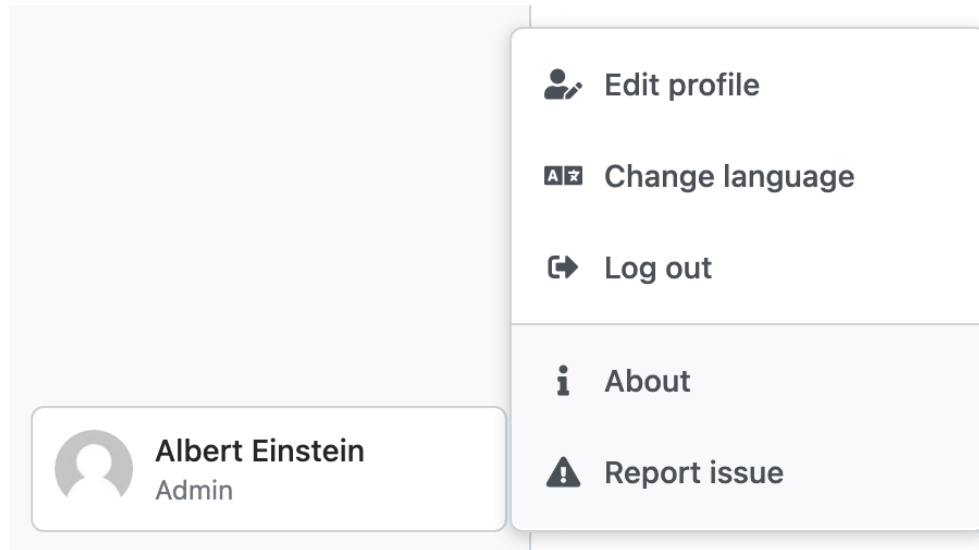 Edit profile
Change language
Log out
About
Report issue
Albert Einstein
Admin